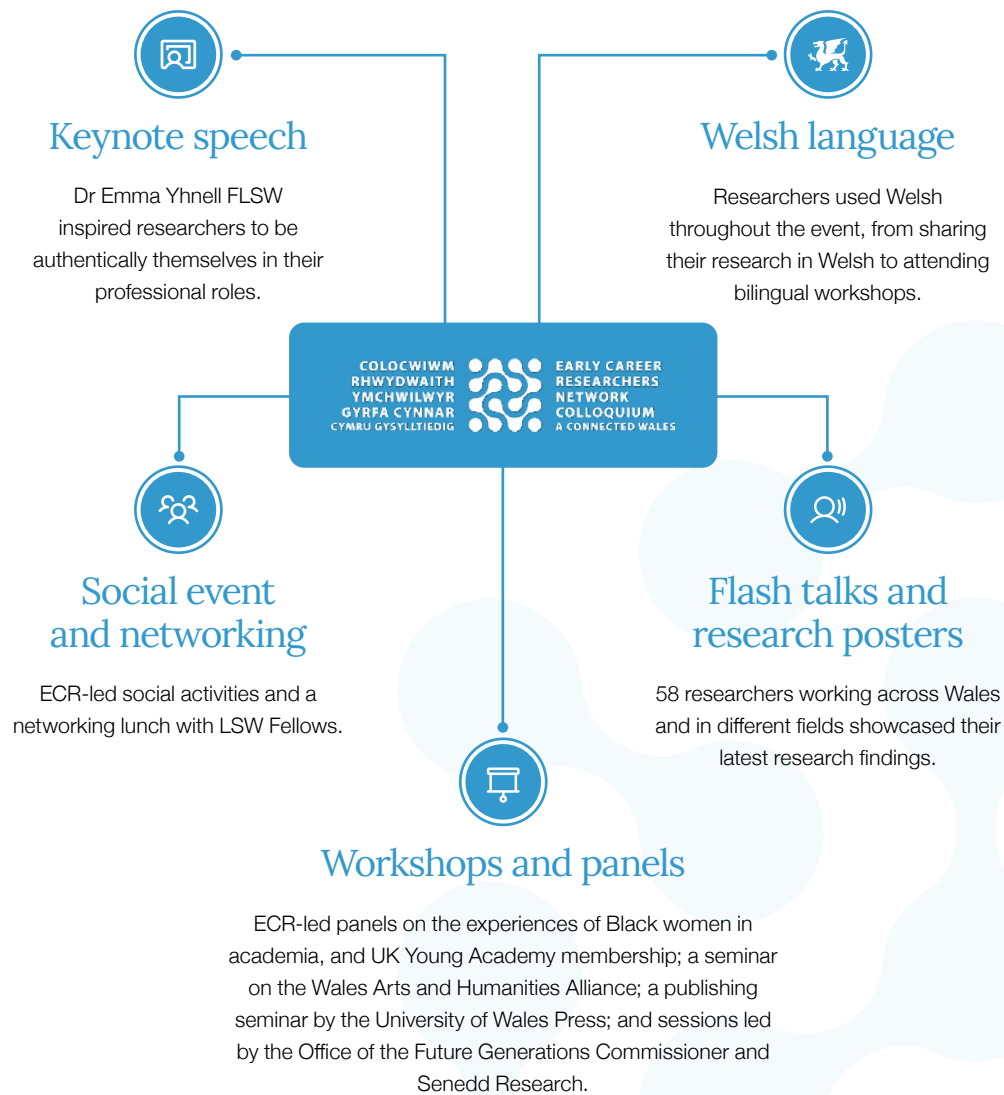 Keynote speech
Dr Emma Yhnell FLSW
inspired researchers to be
authentically themselves in their
professional roles.
Welsh language
Researchers used Welsh
throughout the event, from sharing
their research in Welsh to attending
bilingual workshops.
COLOCWIWM
RHWYDWAITH
YMCHWILWYR
GYRFA CYNNAR
CYMRU GYSYLLTIEDIG
EARLY CAREER
RESEARCHERS
NETWORK
COLLOQUIUM
A CONNECTED WALES
Social event
and networking
ECR-led social activities and a
networking lunch with LSW Fellows.
Flash talks and
research posters
58 researchers working across Wales
and in different fields showcased their
latest research findings.
Workshops and panels
ECR-led panels on the experiences of Black women in
academia, and UK Young Academy membership; a seminar
on the Wales Arts and Humanities Alliance; a publishing
seminar by the University of Wales Press; and sessions led
by the Office of the Future Generations Commissioner and
Senedd Research.